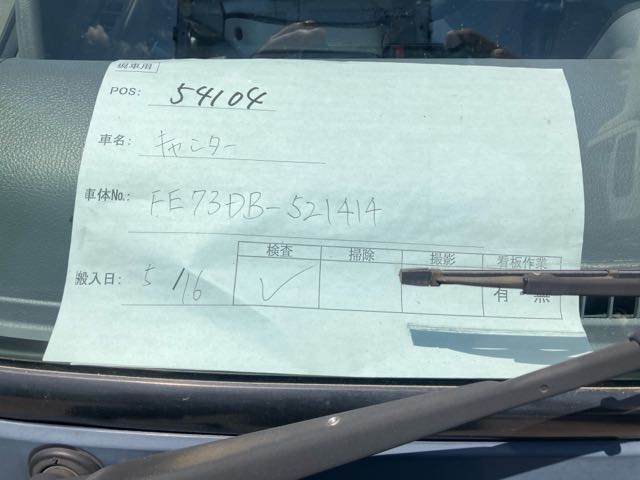 現車用
POS: 54104
車名: キャンター
車体No.: FE73DB-521414
検査 掃除 撮影 看板作業
搬入日: 5/16 ✓ 有・無